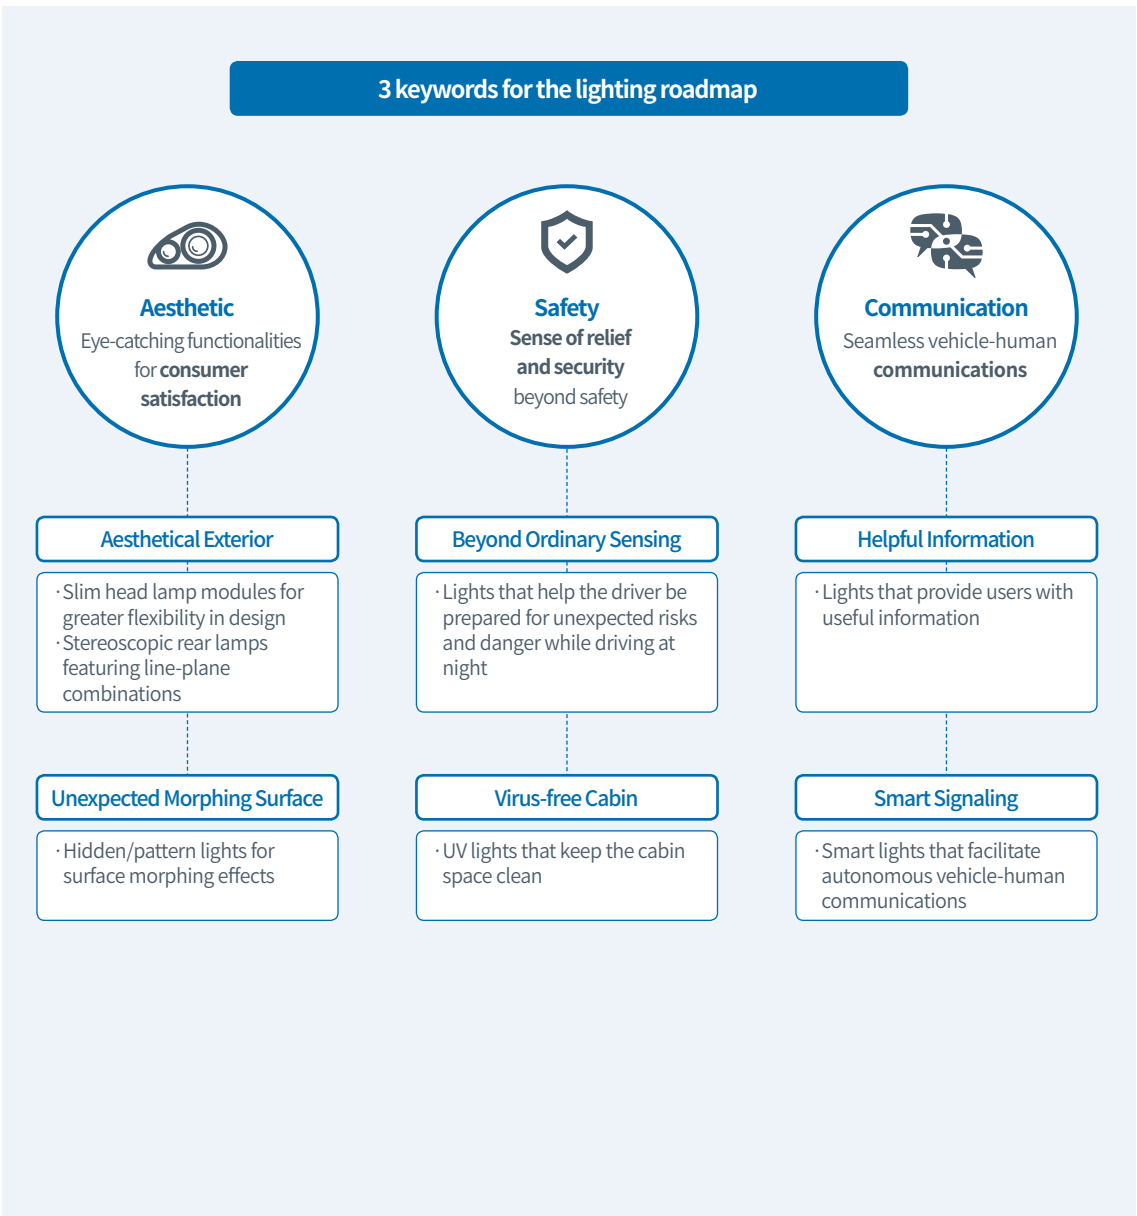 3 keywords for the lighting roadmap
Aesthetic
Eye-catching functionalities
for consumer
satisfaction
Safety
Sense of relief
and security
beyond safety
Communication
Seamless vehicle-human
communications
Aesthetical Exterior
· Slim head lamp modules for
greater flexibility in design
· Stereoscopic rear lamps
featuring line-plane
combinations
Unexpected Morphing Surface
· Hidden/pattern lights for
surface morphing effects
Beyond Ordinary Sensing
· Lights that help the driver be
prepared for unexpected risks
and danger while driving at
night
Virus-free Cabin
· UV lights that keep the cabin
space clean
Helpful Information
· Lights that provide users with
useful information
Smart Signaling
· Smart lights that facilitate
autonomous vehicle-human
communications